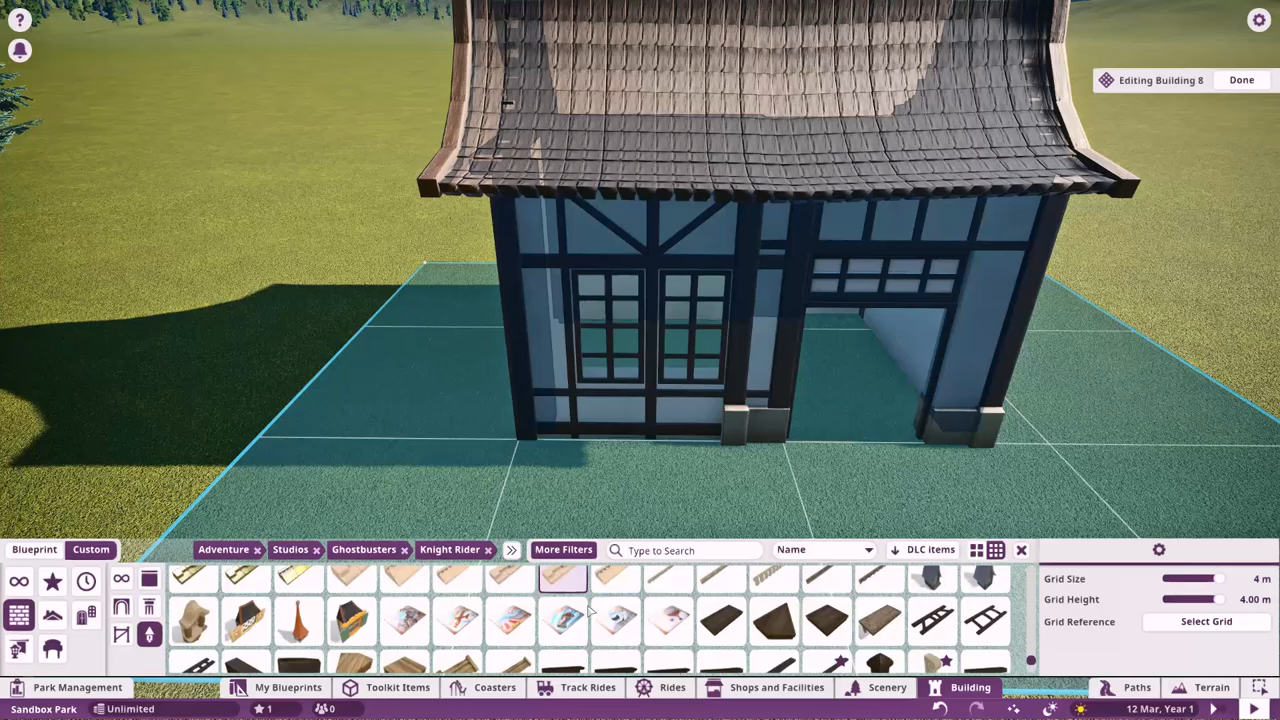 ?
Editing Building 8 Done
Blueprint Custom Adventure × Studios × Ghostbusters × Knight Rider × More Filters Type to Search Name DLC items
Grid Size 4 m
Grid Height 4.00 m
Grid Reference Select Grid
Park Management My Blueprints Toolkit Items Coasters Track Rides Rides Shops and Facilities Scenery Building Paths Terrain
Sandbox Park Unlimited 1 0 12 Mar, Year 1